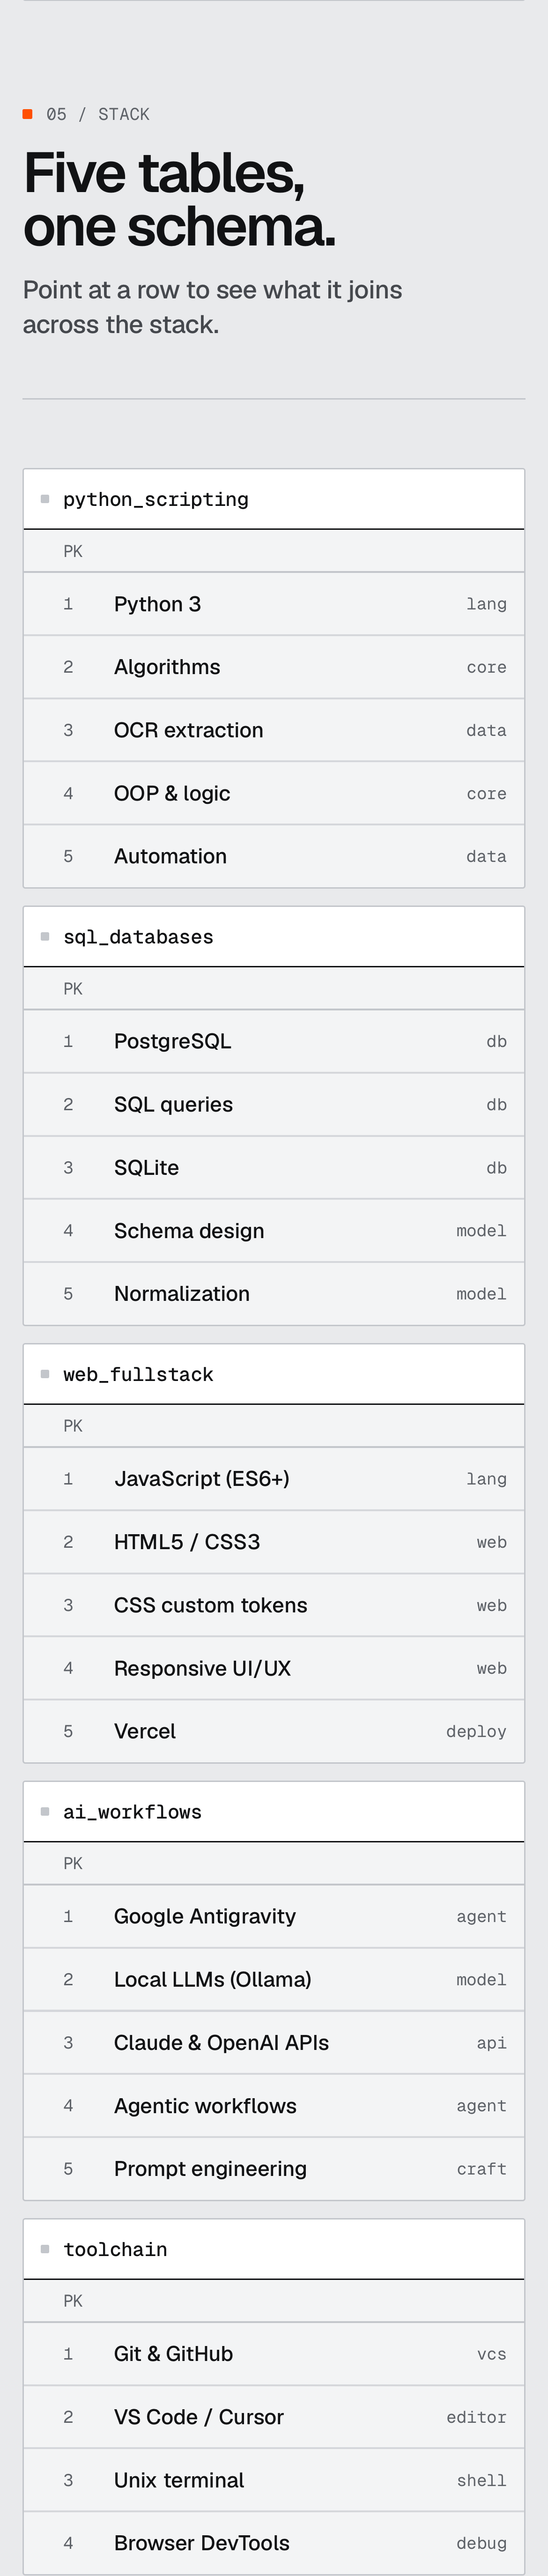 05 / STACK
Five tables,
one schema.
Point at a row to see what it joins
across the stack.
python_scripting
PK
1 Python 3 lang
2 Algorithms core
3 OCR extraction data
4 OOP & logic core
5 Automation data
sql_databases
PK
1 PostgreSQL db
2 SQL queries db
3 SQLite db
4 Schema design model
5 Normalization model
web_fullstack
PK
1 JavaScript (ES6+) lang
2 HTML5 / CSS3 web
3 CSS custom tokens web
4 Responsive UI/UX web
5 Vercel deploy
ai_workflows
PK
1 Google Antigravity agent
2 Local LLMs (Ollama) model
3 Claude & OpenAI APIs api
4 Agentic workflows agent
5 Prompt engineering craft
toolchain
PK
1 Git & GitHub vcs
2 VS Code / Cursor editor
3 Unix terminal shell
4 Browser DevTools debug